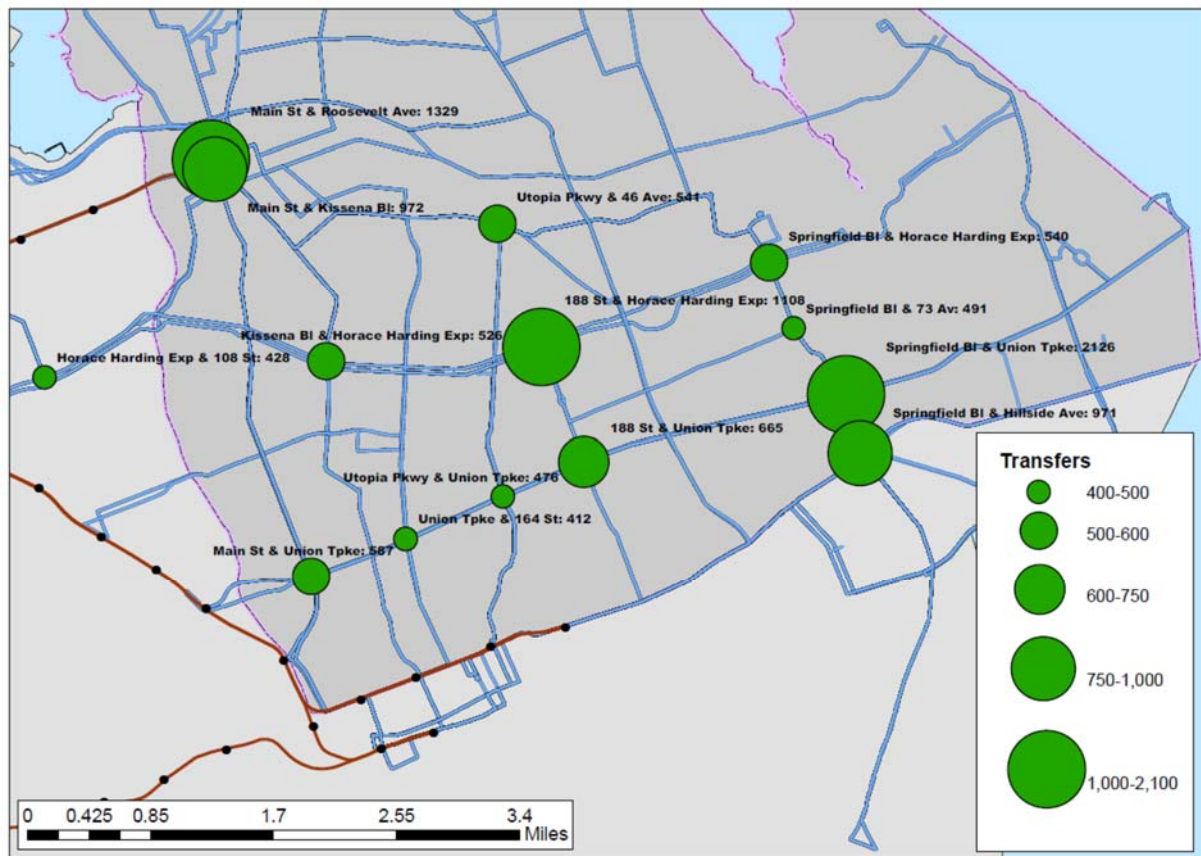 Main St & Roosevelt Ave: 1329
Main St & Kissena Bl: 972
Utopia Pkwy & 46 Ave: 541
Springfield Bl & Horace Harding Exp: 540
188 St & Horace Harding Exp: 1108
Springfield Bl & 73 Av: 491
Kissena Bl & Horace Harding Exp: 526
Springfield Bl & Union Tpke: 2126
Horace Harding Exp & 108 St: 428
Springfield Bl & Hillside Ave: 971
188 St & Union Tpke: 665
Utopia Pkwy & Union Tpke: 476
Union Tpke & 164 St: 412
Main St & Union Tpke: 587
Transfers
400-500
500-600
600-750
750-1,000
1,000-2,100
0 0.425 0.85 1.7 2.55 3.4
Miles